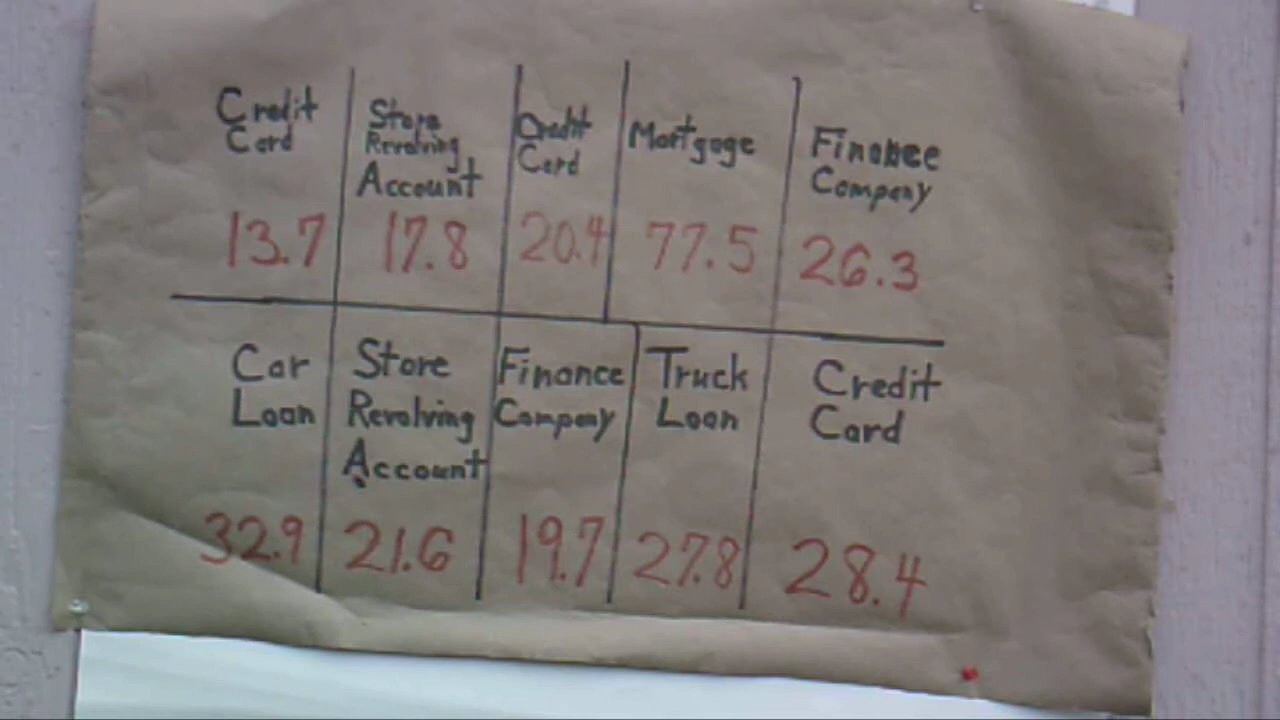 Credit
Card
13.7
Store
Revolving
Account
17.8
Credit
Card
20.4
Mortgage
77.5
Finance
Company
26.3
Car
Loan
32.9
Store
Revolving
Account
21.6
Finance
Company
19.7
Truck
Loan
27.8
Credit
Card
28.4